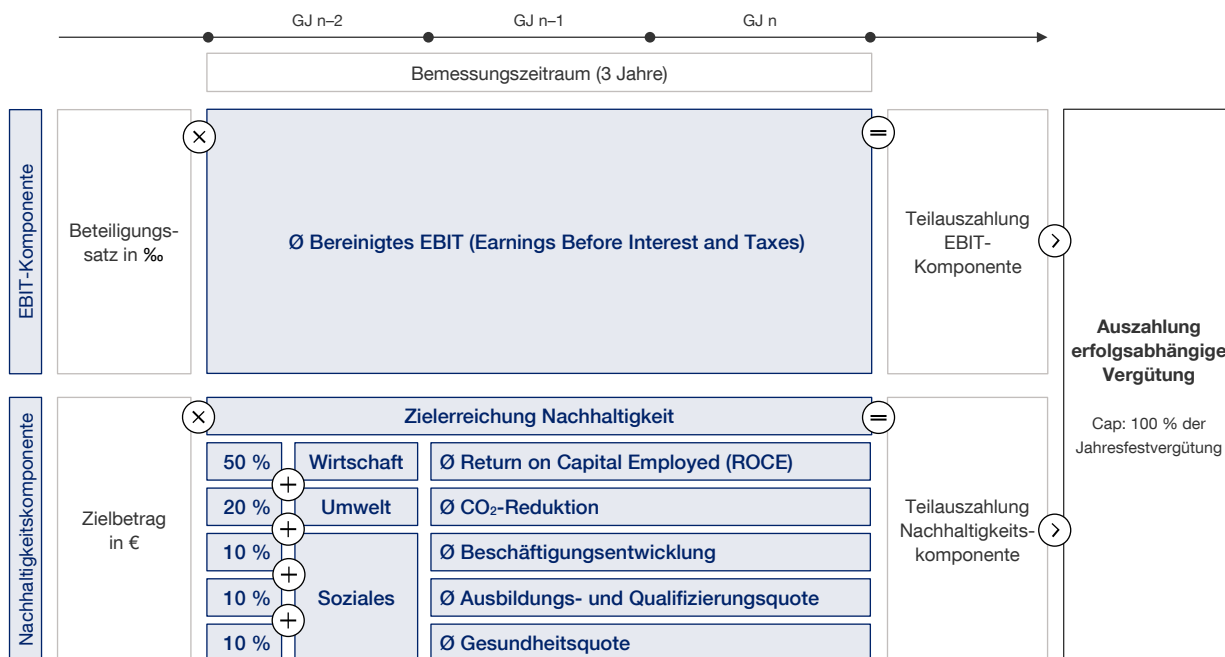 GJ n–2
GJ n–1
GJ n
Bemessungszeitraum (3 Jahre)
EBIT-Komponente
Beteiligungs-
satz in ‰
×
Ø Bereinigtes EBIT (Earnings Before Interest and Taxes)
=
Teilauszahlung
EBIT-
Komponente
Auszahlung
erfolgsabhängige
Vergütung
Cap: 100 % der
Jahresfestvergütung
Nachhaltigkeitskomponente
Zielbetrag
in €
×
Zielerreichung Nachhaltigkeit
=
50 %
Wirtschaft
Ø Return on Capital Employed (ROCE)
+
20 %
Umwelt
Ø CO₂-Reduktion
+
10 %
Ø Beschäftigungsentwicklung
+
10 %
Soziales
Ø Ausbildungs- und Qualifizierungsquote
+
10 %
Ø Gesundheitsquote
Teilauszahlung
Nachhaltigkeits-
komponente